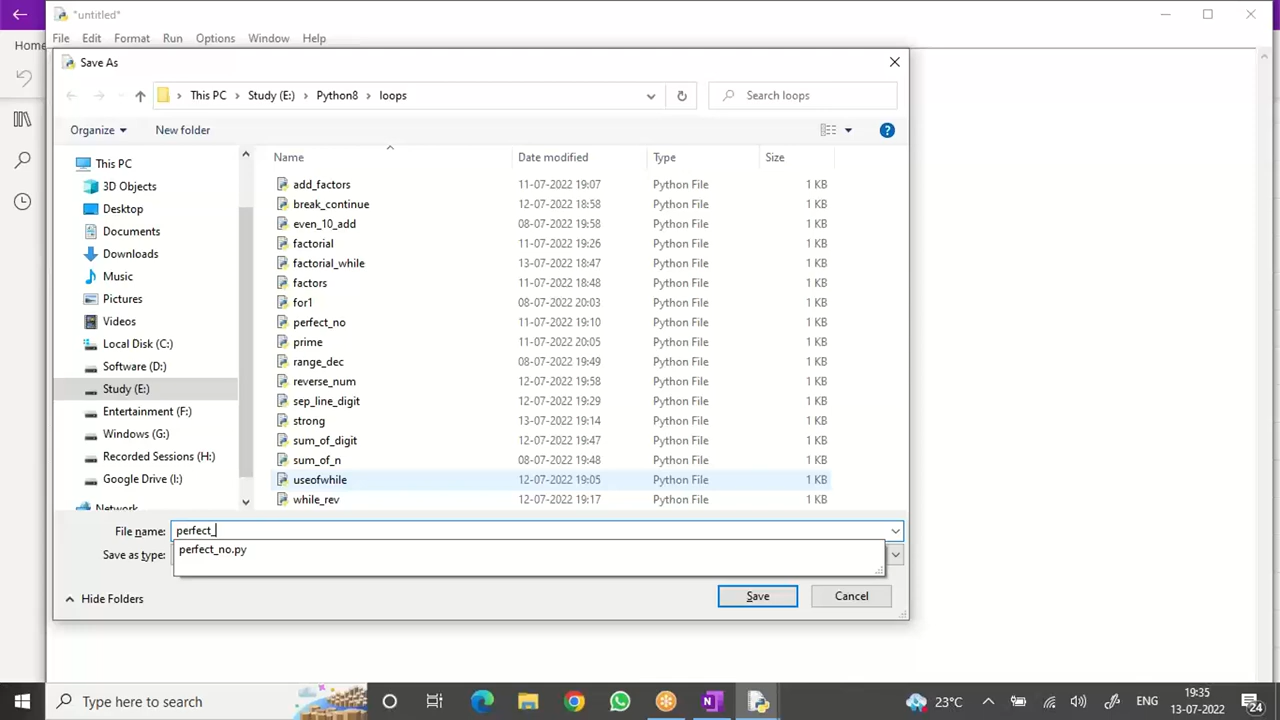 *untitled*
Home
File Edit Format Run Options Window Help
Save As
This PC Study (E:) Python8 loops
Search loops
Organize New folder
Name Date modified Type Size
This PC
3D Objects
Desktop
Documents
Downloads
Music
Pictures
Videos
Local Disk (C:)
Software (D:)
Study (E:)
Entertainment (F:)
Windows (G:)
Recorded Sessions (H:)
Google Drive (I:)
Network
add_factors 11-07-2022 19:07 Python File 1 KB
break_continue 12-07-2022 18:58 Python File 1 KB
even_10_add 08-07-2022 19:58 Python File 1 KB
factorial 11-07-2022 19:26 Python File 1 KB
factorial_while 13-07-2022 18:47 Python File 1 KB
factors 11-07-2022 18:48 Python File 1 KB
for1 08-07-2022 20:03 Python File 1 KB
perfect_no 11-07-2022 19:10 Python File 1 KB
prime 11-07-2022 20:05 Python File 1 KB
range_dec 08-07-2022 19:49 Python File 1 KB
reverse_num 12-07-2022 19:58 Python File 1 KB
sep_line_digit 12-07-2022 19:29 Python File 1 KB
strong 13-07-2022 19:14 Python File 1 KB
sum_of_digit 12-07-2022 19:47 Python File 1 KB
sum_of_n 08-07-2022 19:48 Python File 1 KB
useofwhile 12-07-2022 19:05 Python File 1 KB
while_rev 12-07-2022 19:17 Python File 1 KB
File name: perfect_
perfect_no.py
Save as type:
Hide Folders
Save Cancel
Type here to search
23°C
ENG
19:35
13-07-2022
24